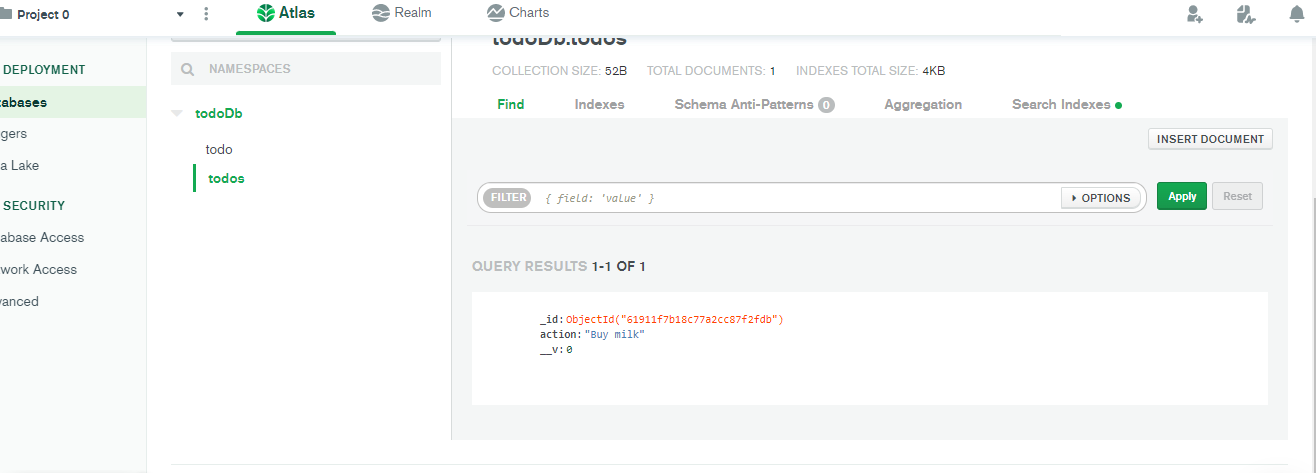 Project 0
Atlas
Realm
Charts
DEPLOYMENT
tabases
gers
a Lake
SECURITY
abase Access
work Access
vanced
NAMESPACES
todoDb
todo
todos
todoDb.todos
COLLECTION SIZE: 52B TOTAL DOCUMENTS: 1 INDEXES TOTAL SIZE: 4KB
Find Indexes Schema Anti-Patterns 0 Aggregation Search Indexes
INSERT DOCUMENT
FILTER { field: 'value' } OPTIONS Apply Reset
QUERY RESULTS 1-1 OF 1
_id:ObjectId("61911f7b18c77a2cc87f2fdb")
action:"Buy milk"
__v:0